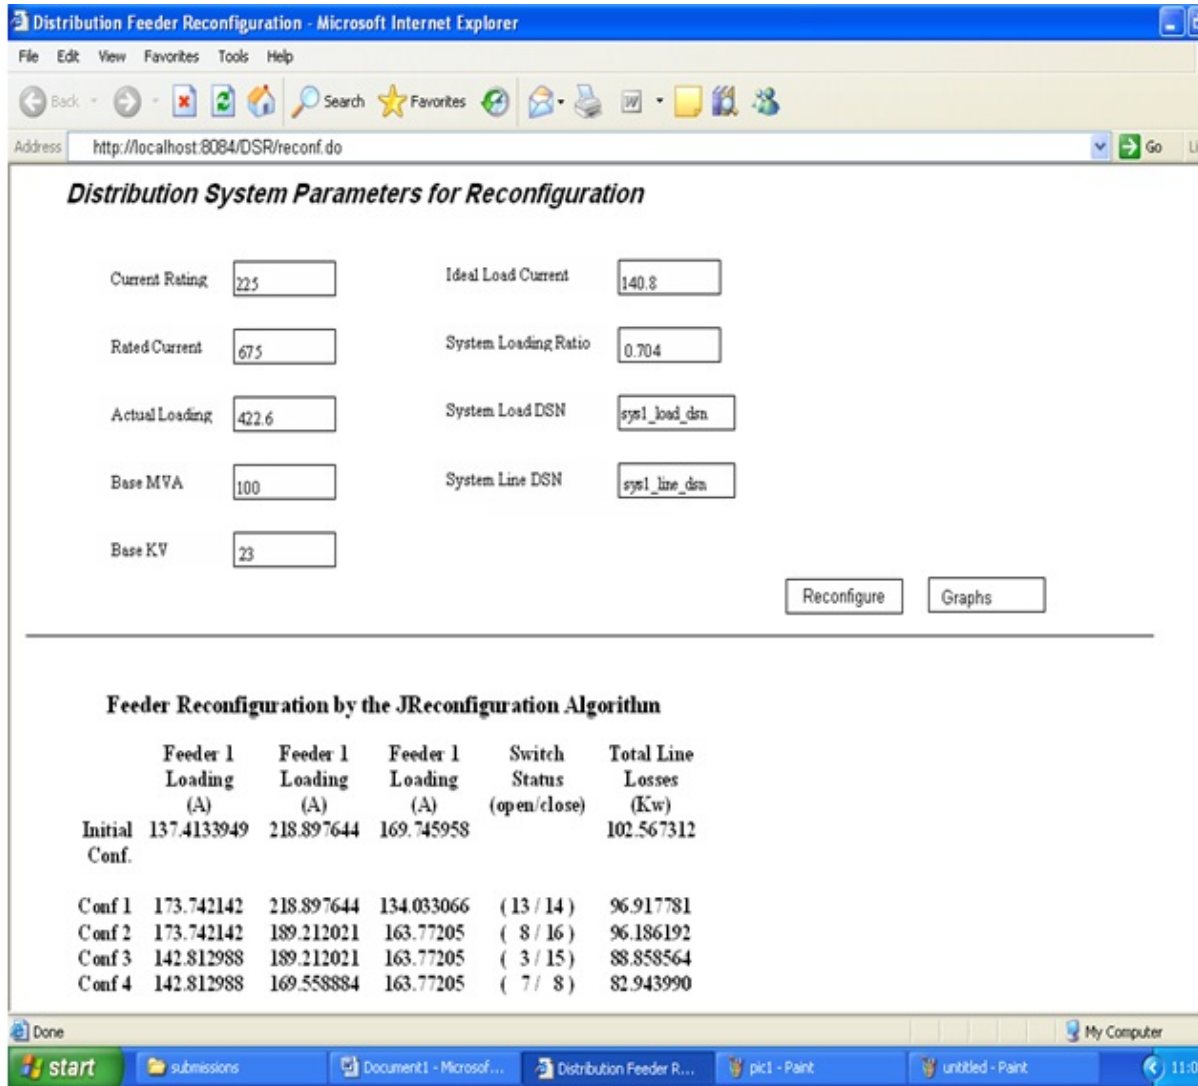 Distribution Feeder Reconfiguration - Microsoft Internet Explorer
File Edit View Favorites Tools Help
Back Search Favorites
Address http://localhost:8084/DSR/reconf.do Go
Distribution System Parameters for Reconfiguration
Current Rating 225 Ideal Load Current 140.8
Rated Current 675 System Loading Ratio 0.704
Actual Loading 422.6 System Load DSN sys1_load_dsn
Base MVA 100 System Line DSN sys1_line_dsn
Base KV 23
Reconfigure Graphs
Feeder Reconfiguration by the JReconfiguration Algorithm
Feeder 1 Feeder 1 Feeder 1 Switch Total Line
Loading Loading Loading Status Losses
(A) (A) (A) (open/close) (Kw)
Initial 137.4133949 218.897644 169.745958 102.567312
Conf.
Conf 1 173.742142 218.897644 134.033066 ( 13 / 14 ) 96.917781
Conf 2 173.742142 189.212021 163.77205 ( 8 / 16 ) 96.186192
Conf 3 142.812988 189.212021 163.77205 ( 3 / 15 ) 88.858564
Conf 4 142.812988 169.558884 163.77205 ( 7 / 8 ) 82.943990
Done My Computer
start submissions Document1 - Microsof... Distribution Feeder R... pic1 - Paint untitled - Paint